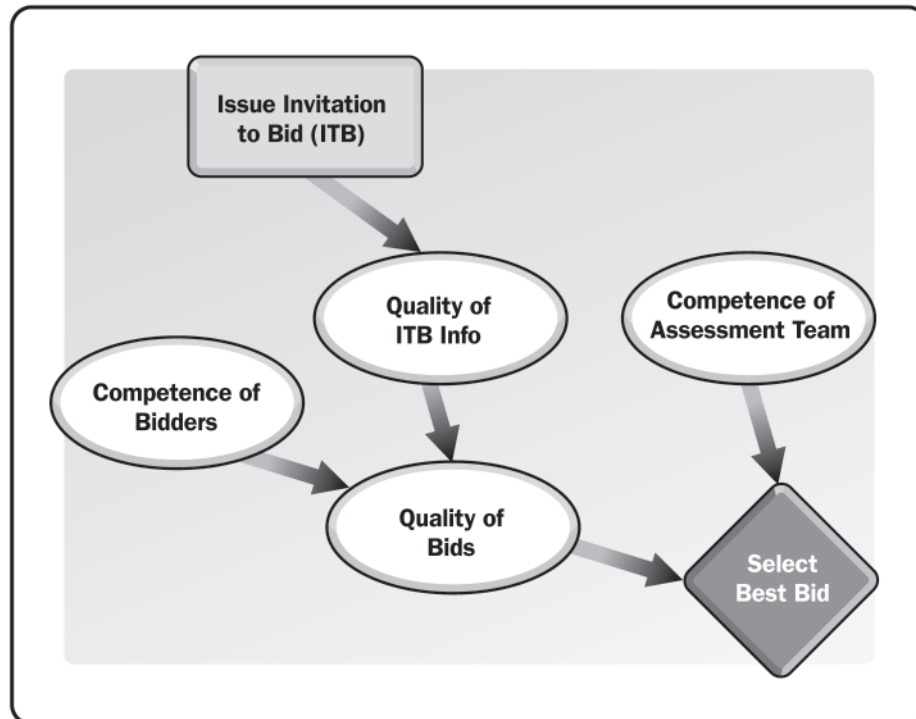 Issue Invitation
to Bid (ITB)
Quality of
ITB Info
Competence of
Assessment Team
Competence of
Bidders
Quality of
Bids
Select
Best Bid